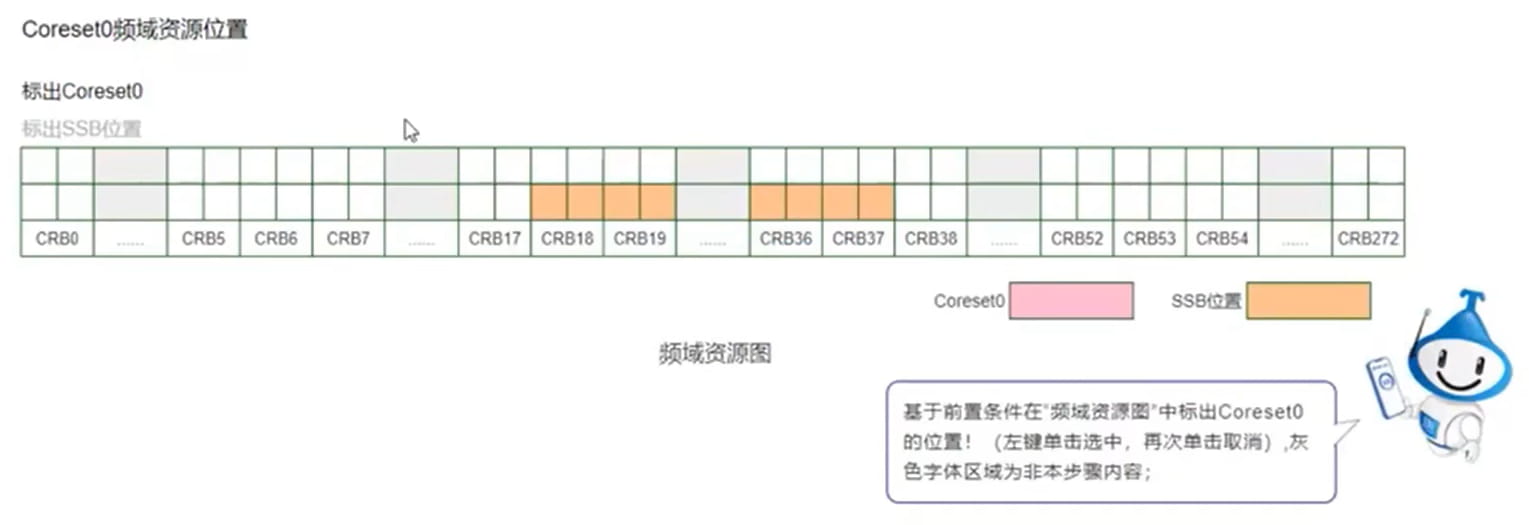 Coreset0频域资源位置
标出Coreset0
标出SSB位置
CRB0 ...... CRB5 CRB6 CRB7 ...... CRB17 CRB18 CRB19 ...... CRB36 CRB37 CRB38 ...... CRB52 CRB53 CRB54 ...... CRB272
Coreset0 SSB位置
频域资源图
基于前置条件在“频域资源图”中标出Coreset0
的位置！（左键单击选中，再次单击取消）,灰
色字体区域为非本步骤内容；